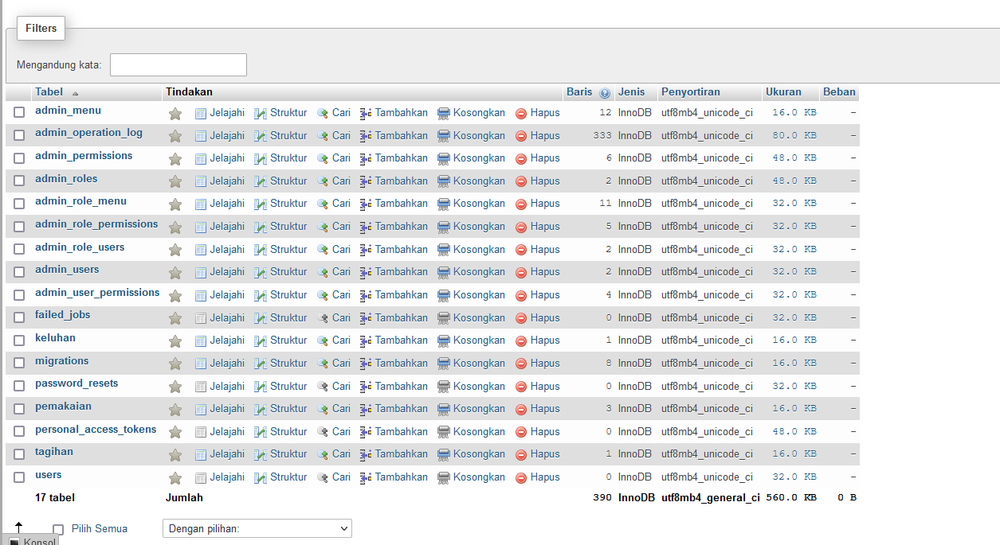 Filters
Mengandung kata:
Tabel Tindakan Baris Jenis Penyortiran Ukuran Beban
admin_menu Jelajahi Struktur Cari Tambahkan Kosongkan Hapus 12 InnoDB utf8mb4_unicode_ci 16.0 KB -
admin_operation_log Jelajahi Struktur Cari Tambahkan Kosongkan Hapus 333 InnoDB utf8mb4_unicode_ci 80.0 KB -
admin_permissions Jelajahi Struktur Cari Tambahkan Kosongkan Hapus 6 InnoDB utf8mb4_unicode_ci 48.0 KB -
admin_roles Jelajahi Struktur Cari Tambahkan Kosongkan Hapus 2 InnoDB utf8mb4_unicode_ci 48.0 KB -
admin_role_menu Jelajahi Struktur Cari Tambahkan Kosongkan Hapus 11 InnoDB utf8mb4_unicode_ci 32.0 KB -
admin_role_permissions Jelajahi Struktur Cari Tambahkan Kosongkan Hapus 5 InnoDB utf8mb4_unicode_ci 32.0 KB -
admin_role_users Jelajahi Struktur Cari Tambahkan Kosongkan Hapus 2 InnoDB utf8mb4_unicode_ci 32.0 KB -
admin_users Jelajahi Struktur Cari Tambahkan Kosongkan Hapus 2 InnoDB utf8mb4_unicode_ci 32.0 KB -
admin_user_permissions Jelajahi Struktur Cari Tambahkan Kosongkan Hapus 4 InnoDB utf8mb4_unicode_ci 32.0 KB -
failed_jobs Jelajahi Struktur Cari Tambahkan Kosongkan Hapus 0 InnoDB utf8mb4_unicode_ci 32.0 KB -
keluhan Jelajahi Struktur Cari Tambahkan Kosongkan Hapus 1 InnoDB utf8mb4_unicode_ci 16.0 KB -
migrations Jelajahi Struktur Cari Tambahkan Kosongkan Hapus 8 InnoDB utf8mb4_unicode_ci 16.0 KB -
password_resets Jelajahi Struktur Cari Tambahkan Kosongkan Hapus 0 InnoDB utf8mb4_unicode_ci 32.0 KB -
pemakaian Jelajahi Struktur Cari Tambahkan Kosongkan Hapus 3 InnoDB utf8mb4_unicode_ci 16.0 KB -
personal_access_tokens Jelajahi Struktur Cari Tambahkan Kosongkan Hapus 0 InnoDB utf8mb4_unicode_ci 48.0 KB -
tagihan Jelajahi Struktur Cari Tambahkan Kosongkan Hapus 1 InnoDB utf8mb4_unicode_ci 16.0 KB -
users Jelajahi Struktur Cari Tambahkan Kosongkan Hapus 0 InnoDB utf8mb4_unicode_ci 32.0 KB -
17 tabel Jumlah 390 InnoDB utf8mb4_general_ci 560.0 KB 0 B
Pilih Semua Dengan pilihan:
Konsol